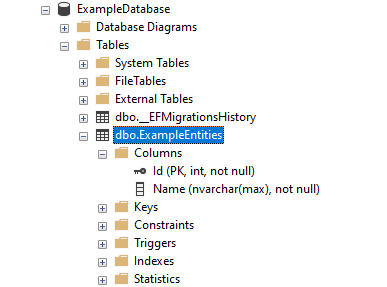 ExampleDatabase
Database Diagrams
Tables
System Tables
FileTables
External Tables
dbo.__EFMigrationsHistory
dbo.ExampleEntities
Columns
Id (PK, int, not null)
Name (nvarchar(max), not null)
Keys
Constraints
Triggers
Indexes
Statistics